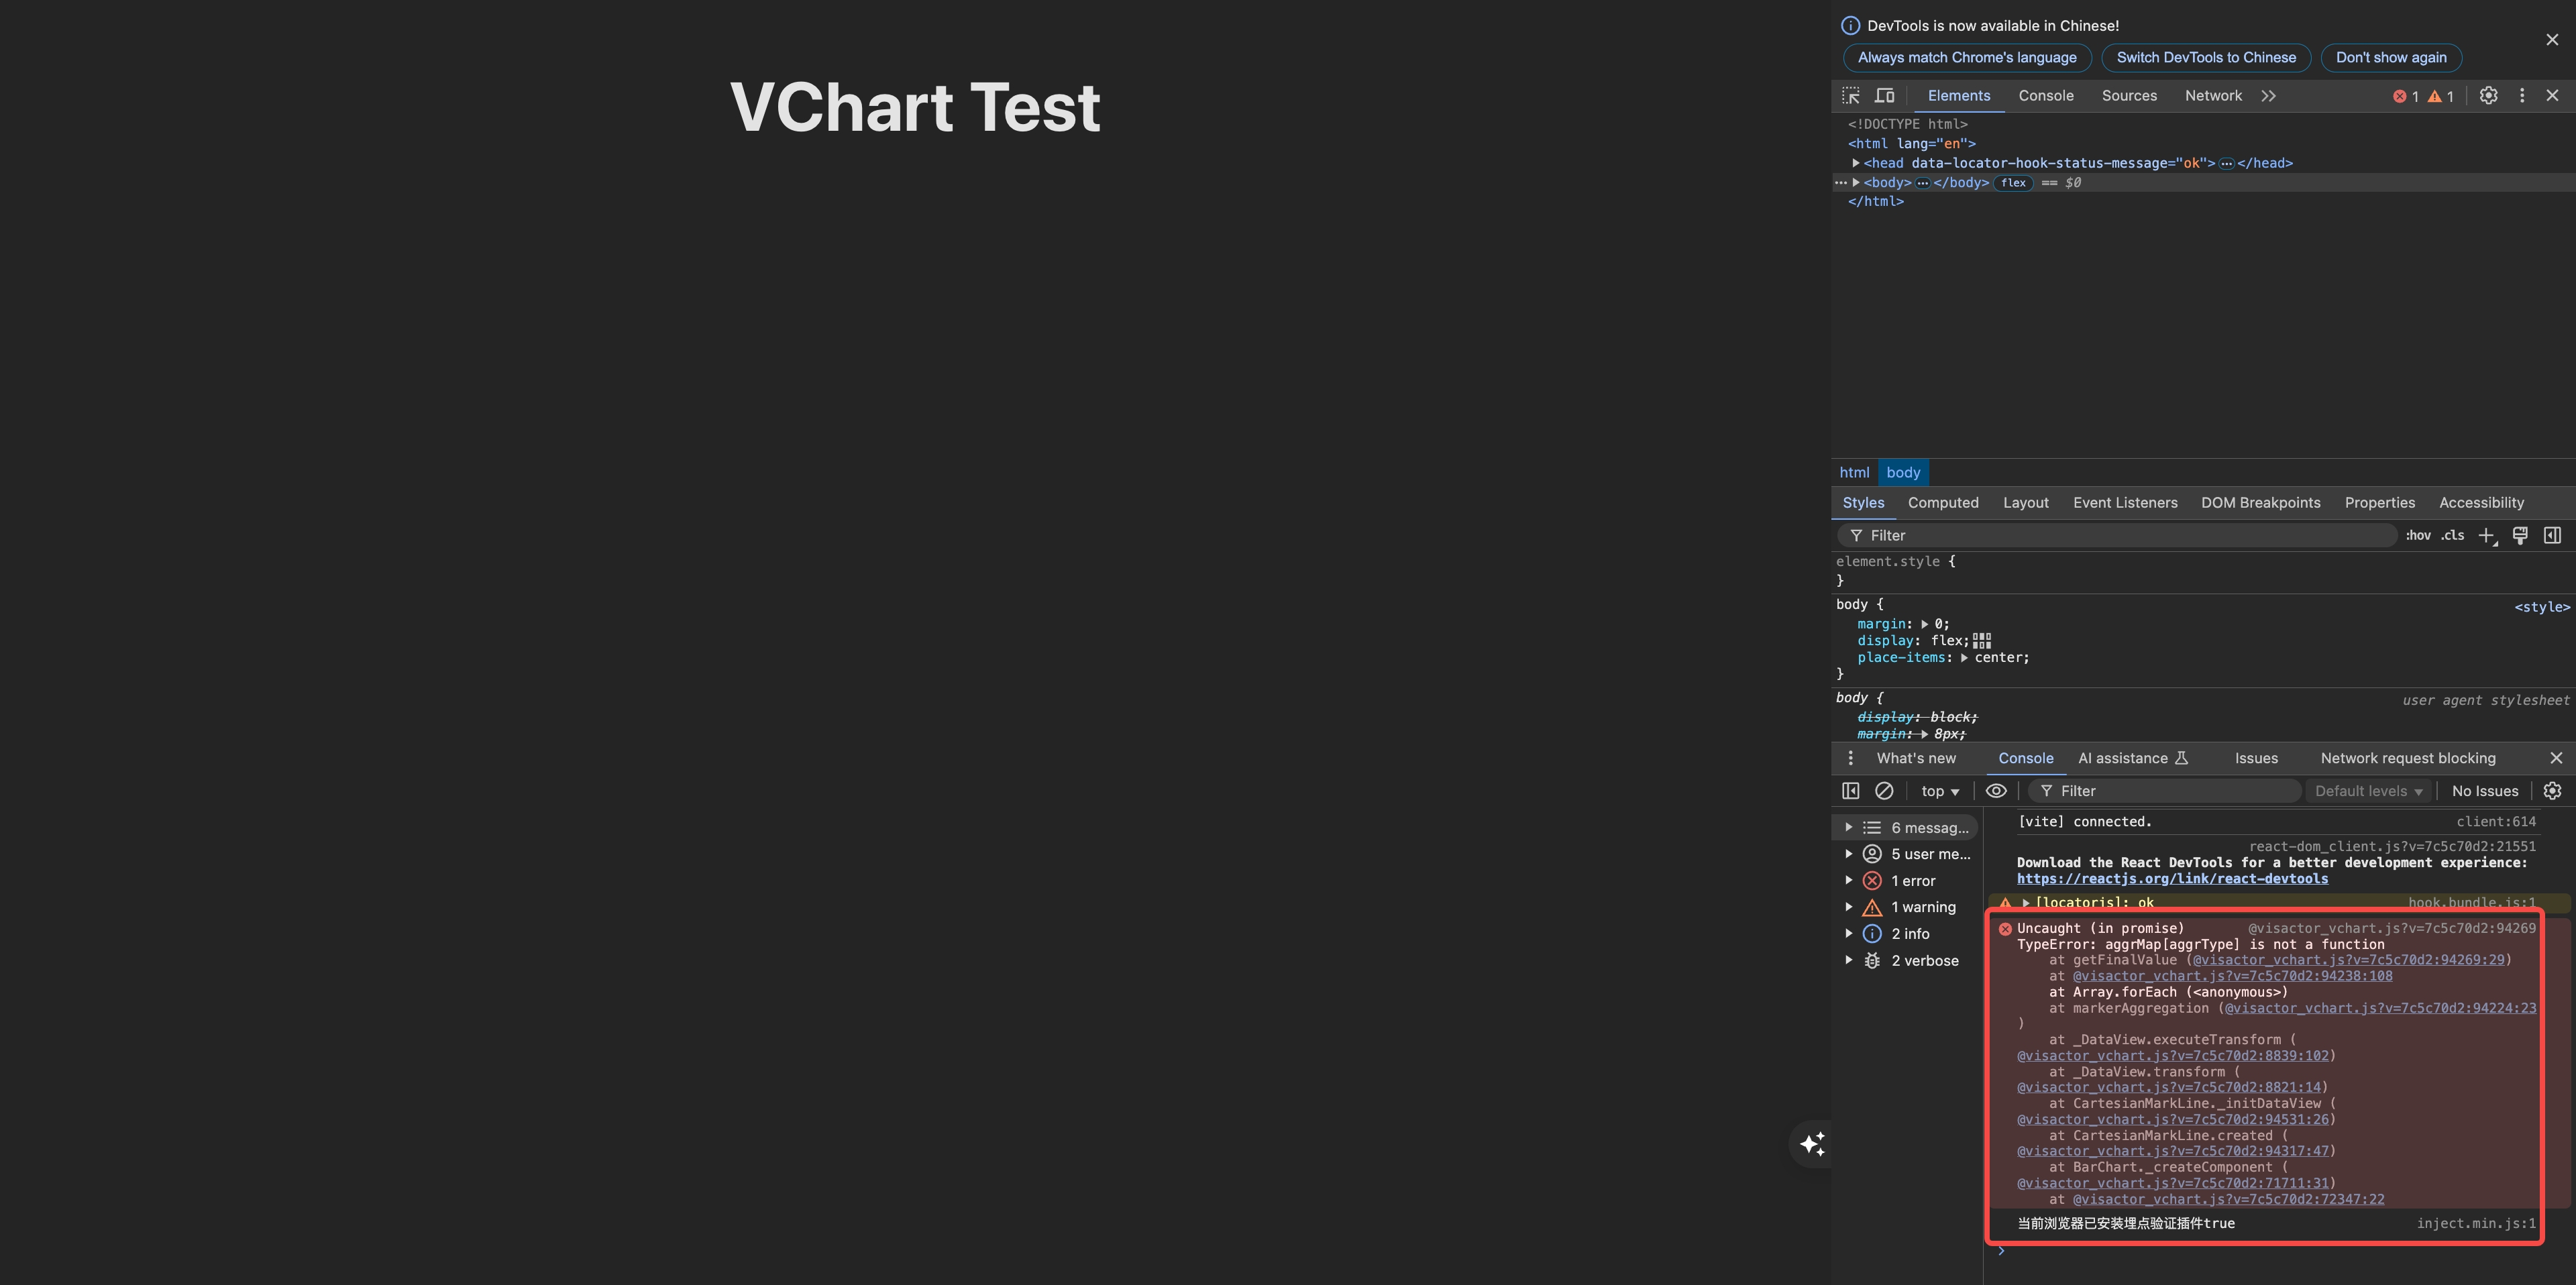 VChart Test
DevTools is now available in Chinese!
Always match Chrome's language
Switch DevTools to Chinese
Don't show again
Elements
Console
Sources
Network
1
1
<!DOCTYPE html>
<html lang="en">
<head data-locator-hook-status-message="ok"></head>
<body></body> flex == $0
</html>
html
body
Styles
Computed
Layout
Event Listeners
DOM Breakpoints
Properties
Accessibility
Filter
:hov
.cls
element.style {
}
body {
<style>
margin: 0;
display: flex;
place-items: center;
}
body {
user agent stylesheet
display: block;
margin: 8px;
What's new
Console
AI assistance
Issues
Network request blocking
top
Filter
Default levels
No Issues
6 messag...
5 user me...
1 error
1 warning
2 info
2 verbose
[vite] connected. client:614
react-dom_client.js?v=7c5c70d2:21551
Download the React DevTools for a better development experience:
https://reactjs.org/link/react-devtools
[locatorjs]: ok hook.bundle.js:1
Uncaught (in promise) @visactor_vchart.js?v=7c5c70d2:94269
TypeError: aggrMap[aggrType] is not a function
at getFinalValue (@visactor_vchart.js?v=7c5c70d2:94269:29)
at @visactor_vchart.js?v=7c5c70d2:94238:108
at Array.forEach (<anonymous>)
at markerAggregation (@visactor_vchart.js?v=7c5c70d2:94224:23
)
at _DataView.executeTransform (
@visactor_vchart.js?v=7c5c70d2:8839:102)
at _DataView.transform (
@visactor_vchart.js?v=7c5c70d2:8821:14)
at CartesianMarkLine._initDataView (
@visactor_vchart.js?v=7c5c70d2:94531:26)
at CartesianMarkLine.created (
@visactor_vchart.js?v=7c5c70d2:94317:47)
at BarChart._createComponent (
@visactor_vchart.js?v=7c5c70d2:71711:31)
at @visactor_vchart.js?v=7c5c70d2:72347:22
当前浏览器已安装埋点验证插件true inject.min.js:1